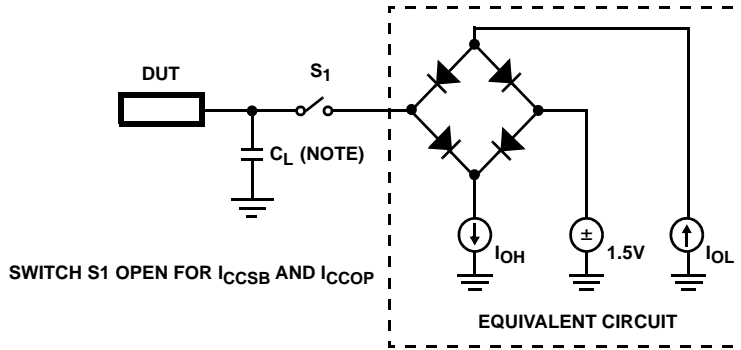 DUT
S1
CL (NOTE)
IOH
±
1.5V
IOL
SWITCH S1 OPEN FOR ICCSB AND ICCOP
EQUIVALENT CIRCUIT